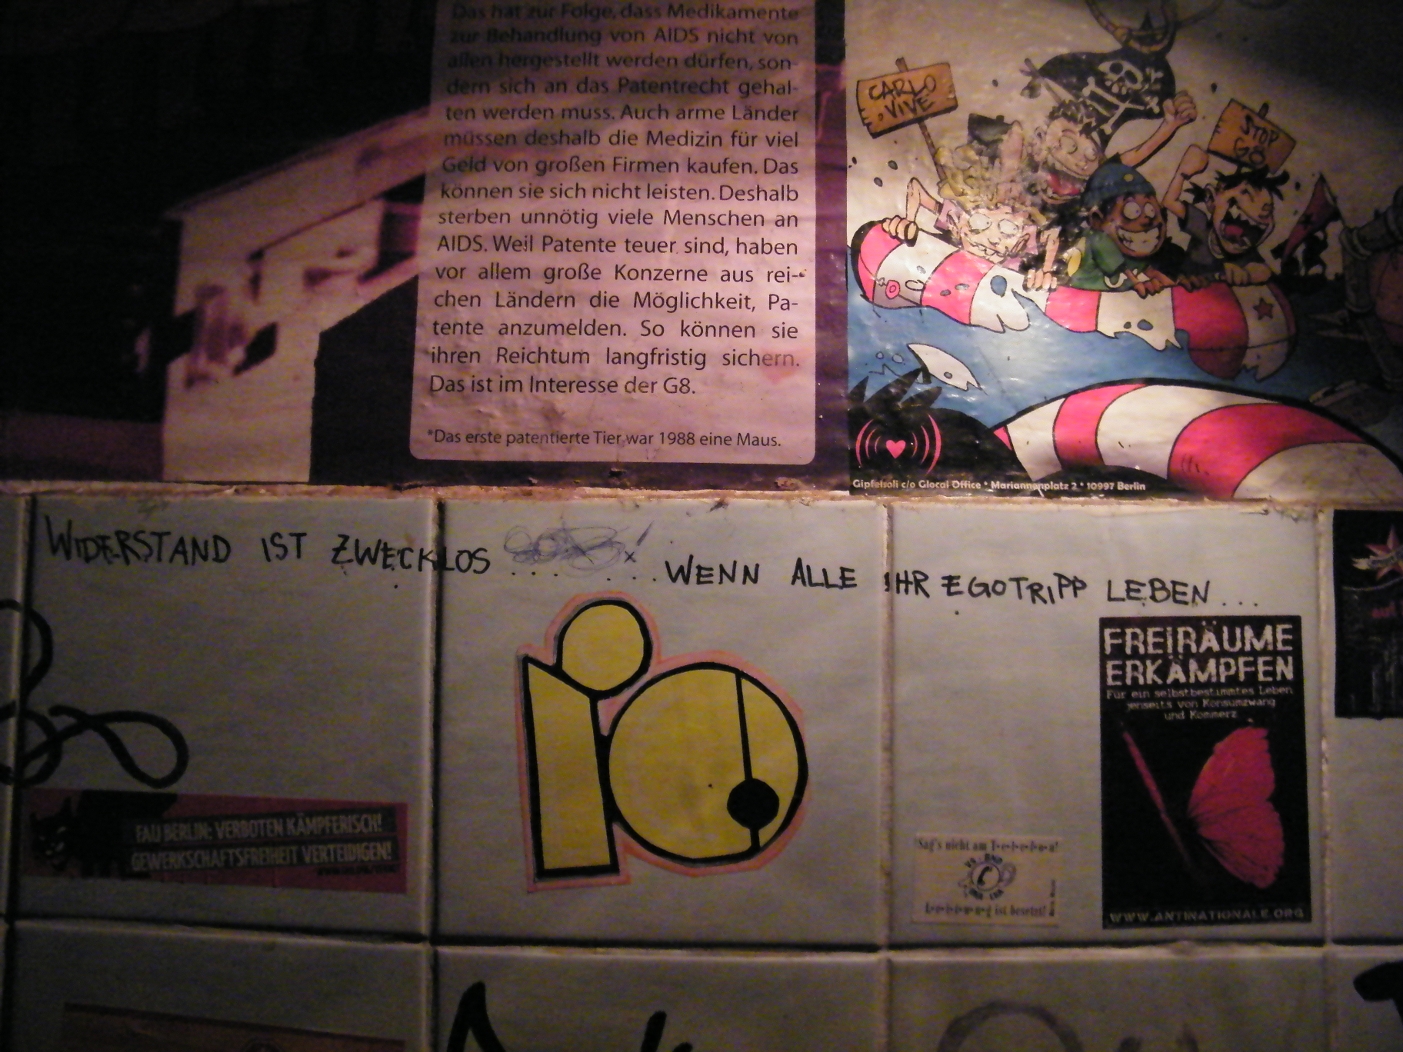 Das hat zur Folge, dass Medikamente
zur Behandlung von AIDS nicht von
allen hergestellt werden dürfen, son-
dern sich an das Patentrecht gehal-
ten werden muss. Auch arme Länder
müssen deshalb die Medizin für viel
Geld von großen Firmen kaufen. Das
können sie sich nicht leisten. Deshalb
sterben unnötig viele Menschen an
AIDS. Weil Patente teuer sind, haben
vor allem große Konzerne aus rei-
chen Ländern die Möglichkeit, Pa-
tente anzumelden. So können sie
ihren Reichtum langfristig sichern.
Das ist im Interesse der G8.
*Das erste patentierte Tier war 1988 eine Maus.
CARLO
VIVE
STOP
G8
Gipfelsoli c/o Glocal Office * Mariannenplatz 2 * 10997 Berlin
WIDERSTAND IST ZWECKLOS ... ... WENN ALLE IHR EGOTRIPP LEBEN...
FREIRÄUME
ERKÄMPFEN
Für ein selbstbestimmtes Leben
jenseits von Konsumzwang
und Kommerz
WWW.ANTINATIONALE.ORG
FAU BERLIN: VERBOTEN KÄMPFERISCH!
GEWERKSCHAFTSFREIHEIT VERTEIDIGEN!
Sag's nicht am T-e-l-e-f-o-n!
ist besetzt!